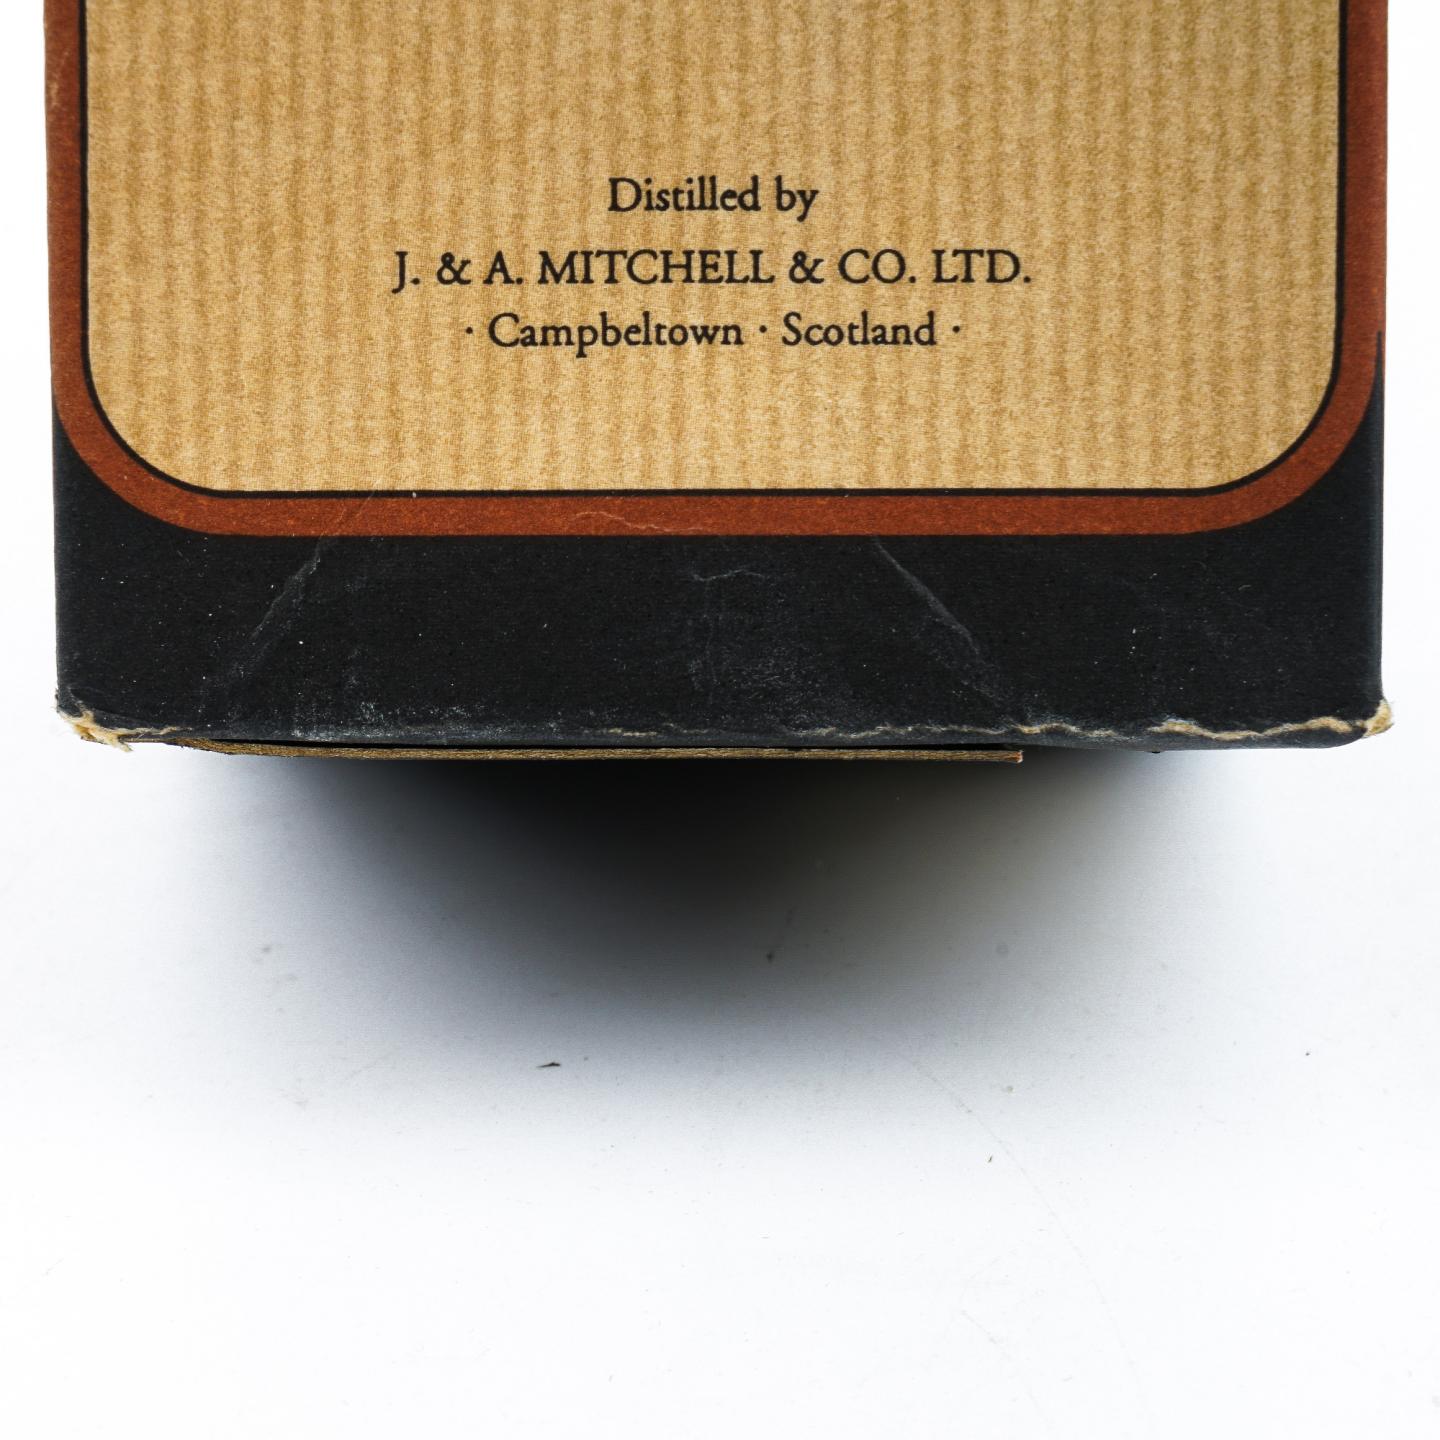 Distilled by
J. & A. MITCHELL & CO. LTD.
· Campbeltown · Scotland ·